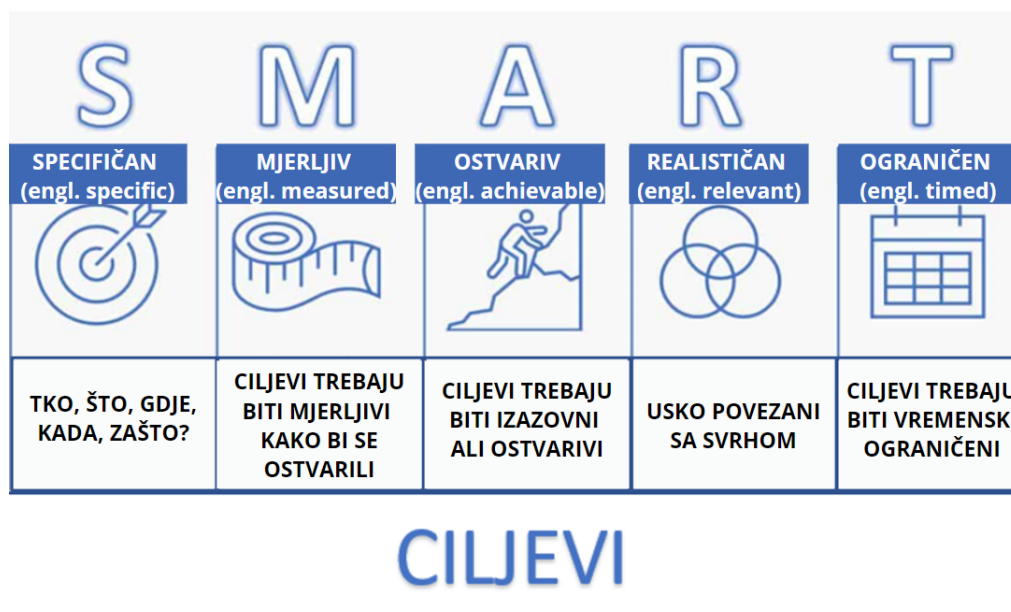 S M A R T
SPECIFIČAN
(engl. specific)
MJERLJIV
(engl. measured)
OSTVARIV
(engl. achievable)
REALISTIČAN
(engl. relevant)
OGRANIČEN
(engl. timed)
TKO, ŠTO, GDJE,
KADA, ZAŠTO?
CILJEVI TREBAJU
BITI MJERLJIVI
KAKO BI SE
OSTVARILI
CILJEVI TREBAJU
BITI IZAZOVNI
ALI OSTVARIVI
USKO POVEZANI
SA SVRHOM
CILJEVI TREBAJU
BITI VREMENSK
OGRANIČENI
CILJEVI